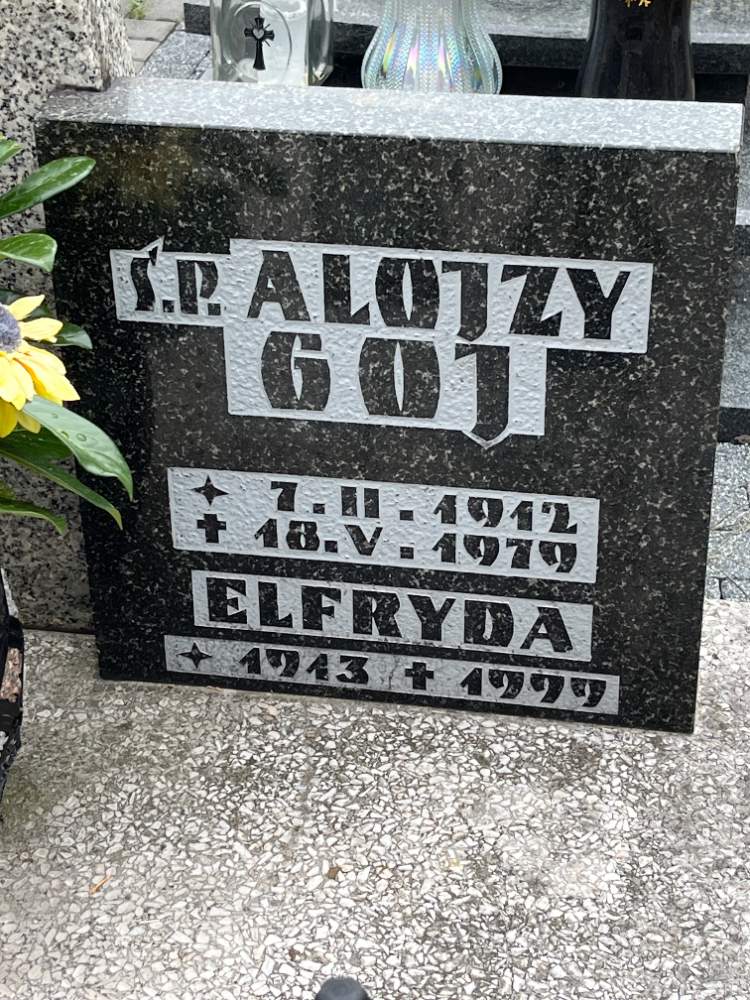 Ś.P. ALOJZY
GOJ
✦ 7. II. 1912
✝ 18. V. 1979
ELFRYDA
✦ 1913 ✝ 1999